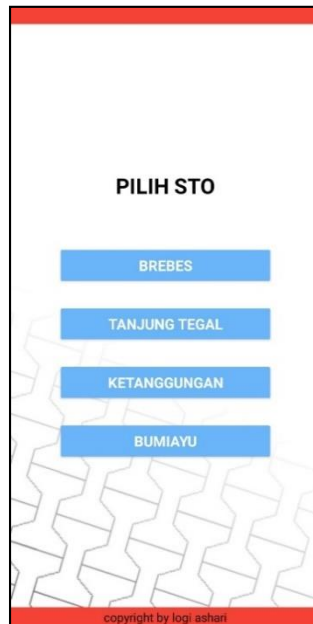 PILIH STO
BREBES
TANJUNG TEGAL
KETANGGUNGAN
BUMIAYU
copyright by logi ashari